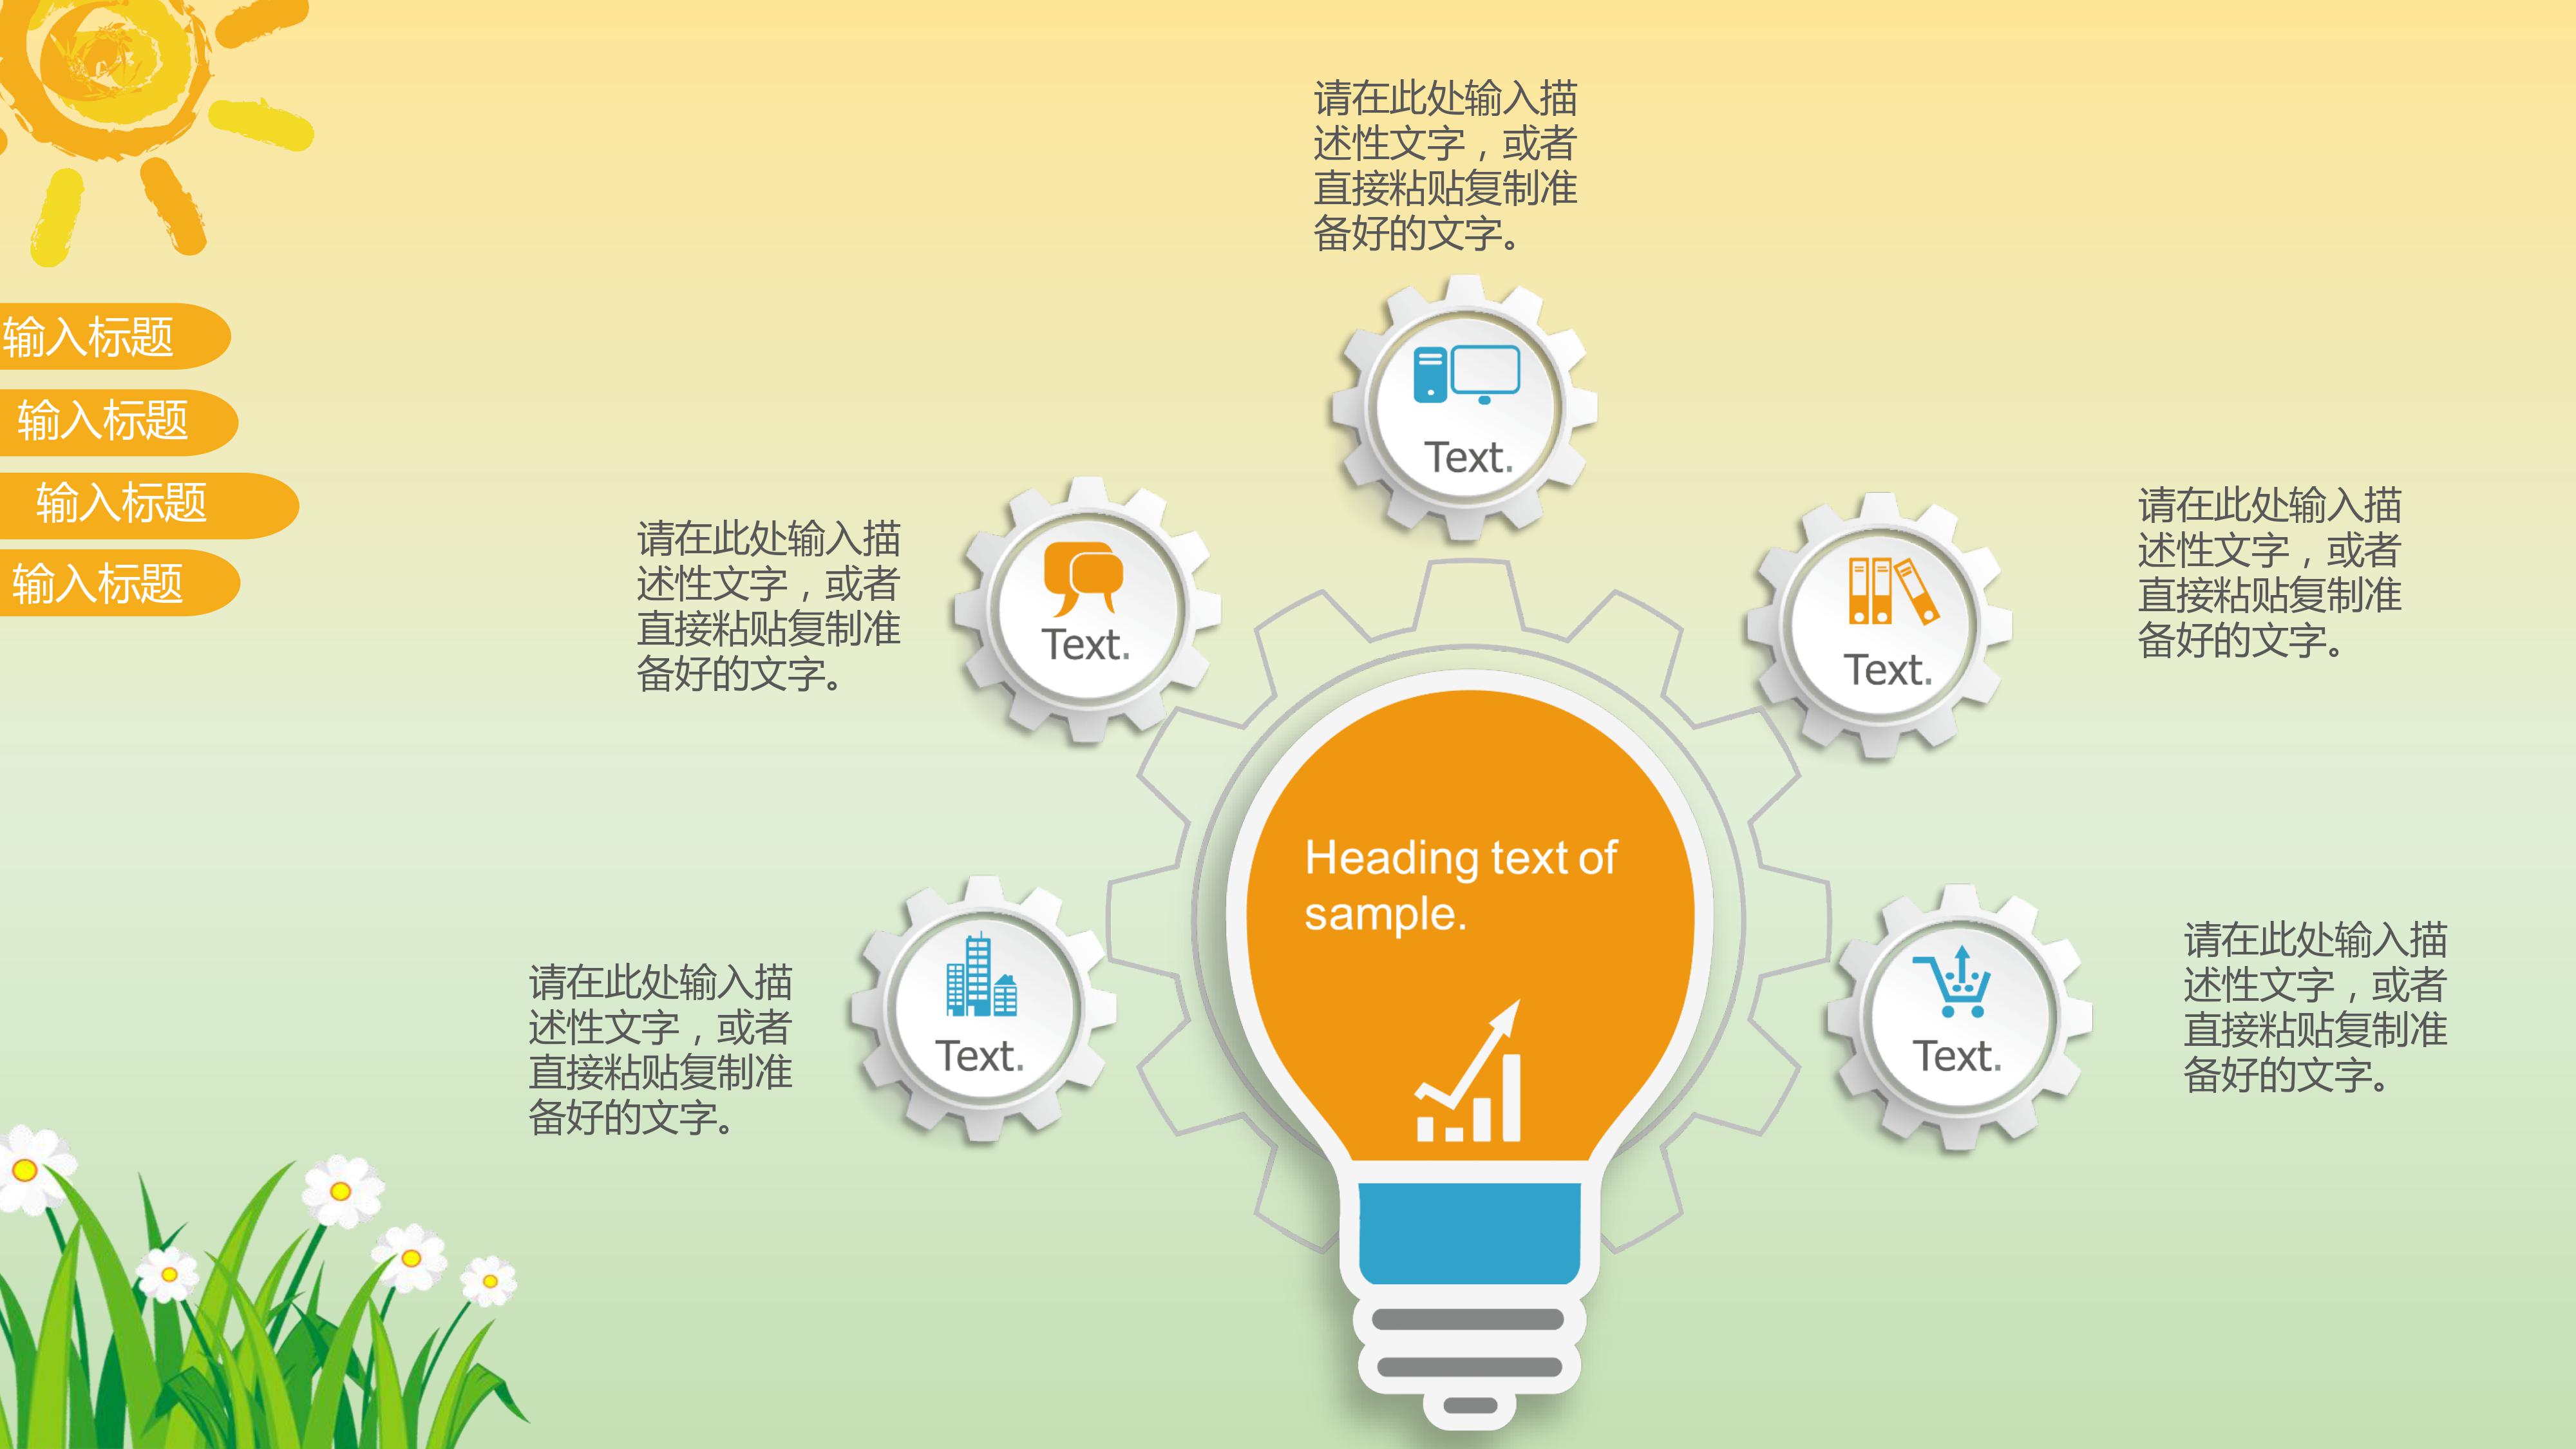 输入标题
输入标题
输入标题
输入标题
请在此处输入描
述性文字，或者
直接粘贴复制准
备好的文字。
Text.
请在此处输入描
述性文字，或者
直接粘贴复制准
备好的文字。
Text.
Text.
请在此处输入描
述性文字，或者
直接粘贴复制准
备好的文字。
Heading text of
sample.
请在此处输入描
述性文字，或者
直接粘贴复制准
备好的文字。
Text.
Text.
请在此处输入描
述性文字，或者
直接粘贴复制准
备好的文字。